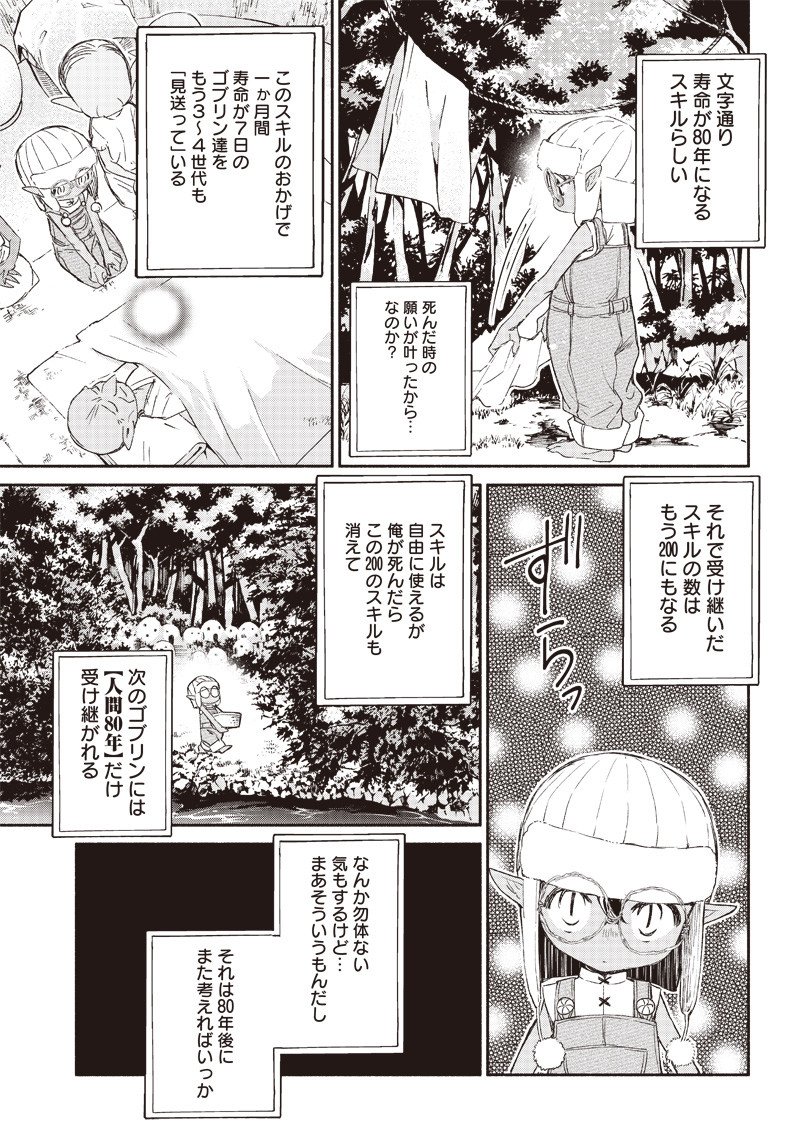 文字通り
寿命が80年になる
スキルらしい
死んだ時の
願いが叶ったから…
なのか？
このスキルのおかげで
一か月間
寿命が7日の
ゴブリン達を
もう3～4世代も
「見送って」いる
それで受け継いだ
スキルの数は
もう200にもなる
ずらっ
スキルは
自由に使えるが
俺が死んだら
この200のスキルも
消えて
次のゴブリンには
【人間80年】だけ
受け継がれる
なんか勿体ない
気もするけど…
まあそういうもんだし
それは80年後に
また考えればいっか